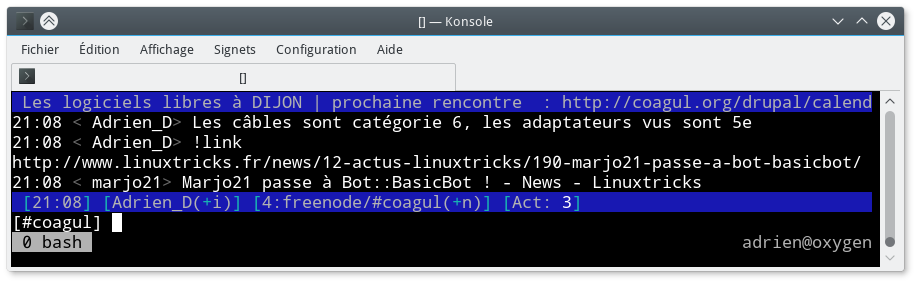 [] — Konsole
Fichier Édition Affichage Signets Configuration Aide
[]
Les logiciels libres à DIJON | prochaine rencontre : http://coagul.org/drupal/calend
21:08 < Adrien_D> Les câbles sont catégorie 6, les adaptateurs vus sont 5e
21:08 < Adrien_D> !link
http://www.linuxtricks.fr/news/12-actus-linuxtricks/190-marjo21-passe-a-bot-basicbot/
21:08 < marjo21> Marjo21 passe à Bot::BasicBot ! - News - Linuxtricks
[21:08] [Adrien_D(+i)] [4:freenode/#coagul(+n)] [Act: 3]
[#coagul]
0 bash adrien@oxygen